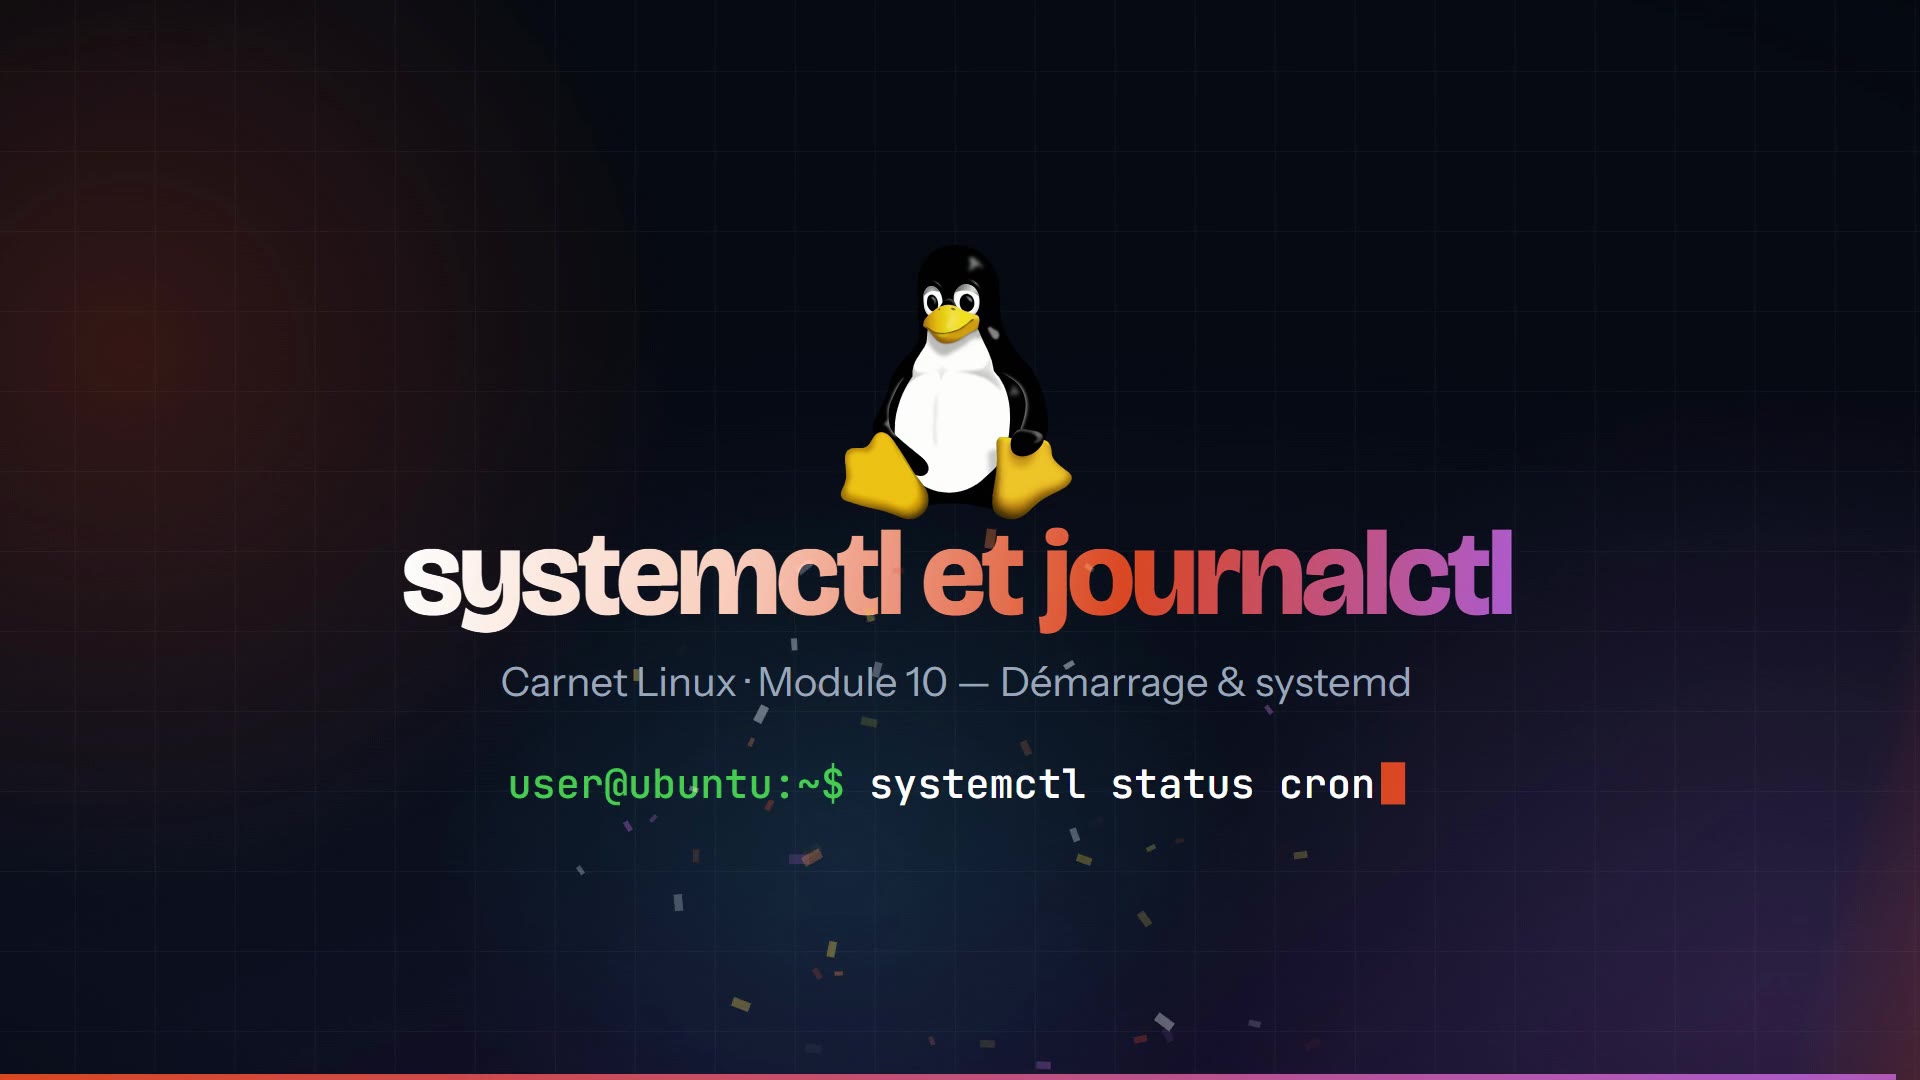 systemctl et journalctl
Carnet Linux · Module 10 — Démarrage & systemd
user@ubuntu:~$ systemctl status cron